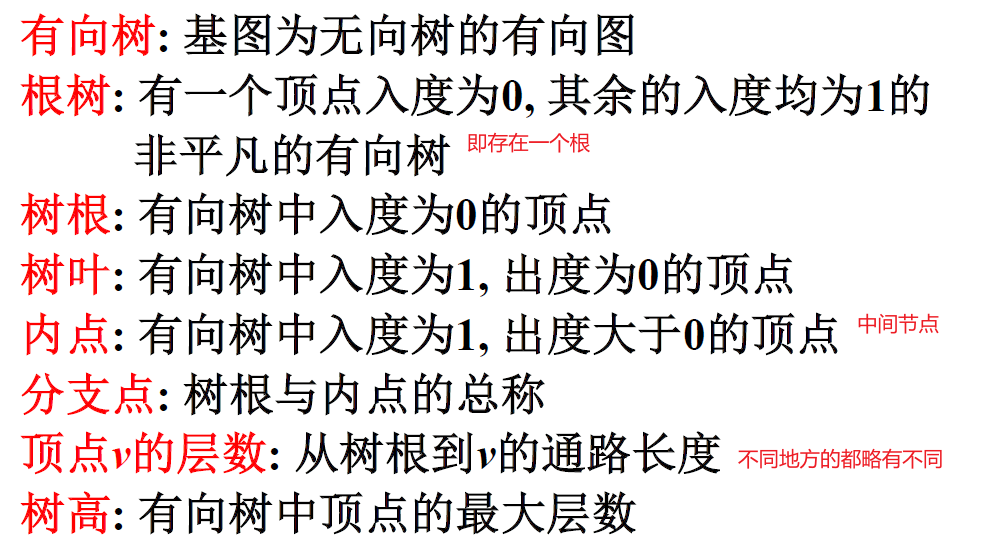 有向树: 基图为无向树的有向图
根树: 有一个顶点入度为0, 其余的入度均为1的
非平凡的有向树 即存在一个根
树根: 有向树中入度为0的顶点
树叶: 有向树中入度为1, 出度为0的顶点
内点: 有向树中入度为1, 出度大于0的顶点 中间节点
分支点: 树根与内点的总称
顶点v的层数: 从树根到v的通路长度 不同地方的都略有不同
树高: 有向树中顶点的最大层数